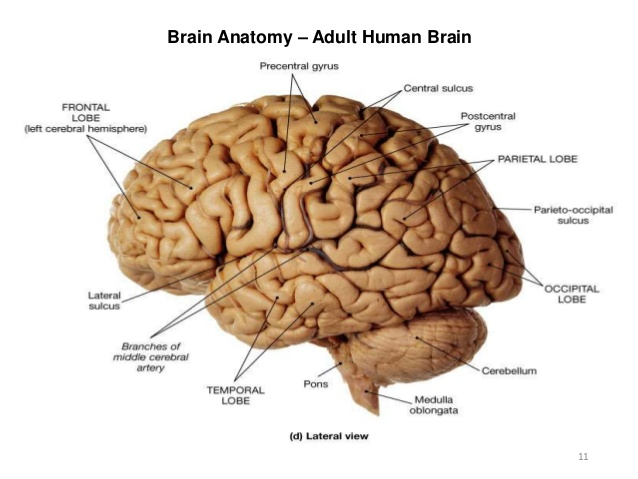 Brain Anatomy – Adult Human Brain
Precentral gyrus
Central sulcus
FRONTAL
LOBE
(left cerebral hemisphere)
Postcentral
gyrus
PARIETAL LOBE
Parieto-occipital
sulcus
Lateral
sulcus
OCCIPITAL
LOBE
Branches of
middle cerebral
artery
Cerebellum
TEMPORAL
LOBE
Pons
Medulla
oblongata
(d) Lateral view
11